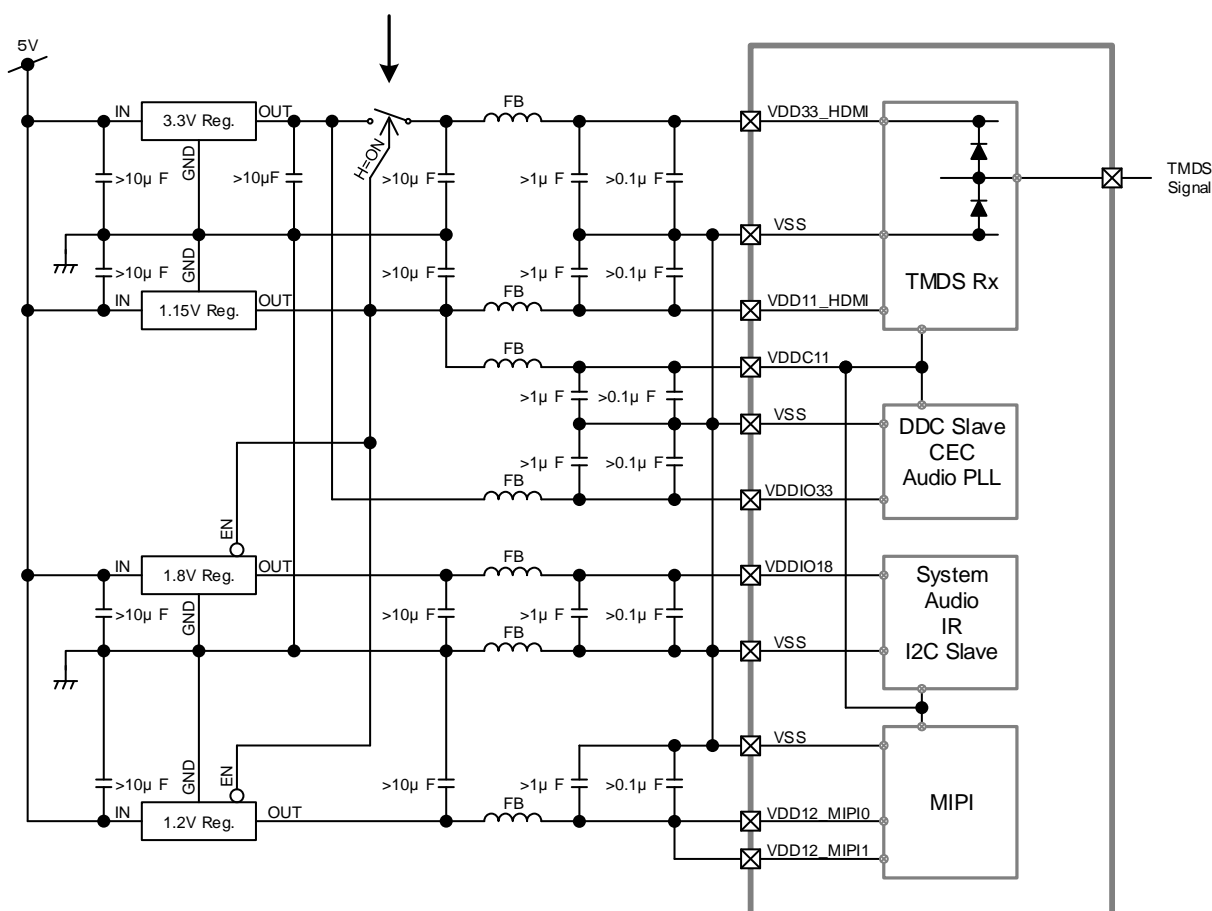 5V
FB
IN
3.3V Reg.
OUT
VDD33_HDMI
GND
H=ON
>10µ F
>10µF
>10µ F
>1µ F
>0.1µ F
TMDS
Signal
VSS
GND
>10µ F
>10µ F
>1µ F
>0.1µ F
TMDS Rx
IN
1.15V Reg.
OUT
FB
VDD11_HDMI
FB
VDDC11
>1µ F
>0.1µ F
VSS
DDC Slave
CEC
Audio PLL
>1µ F
>0.1µ F
FB
VDDIO33
EN
IN
1.8V Reg.
OUT
FB
VDDIO18
System
Audio
IR
I2C Slave
GND
>10µ F
>10µ F
>1µ F
>0.1µ F
FB
VSS
VSS
GND
EN
>10µ F
>10µ F
>1µ F
>0.1µ F
MIPI
IN
1.2V Reg.
OUT
FB
VDD12_MIPI0
VDD12_MIPI1